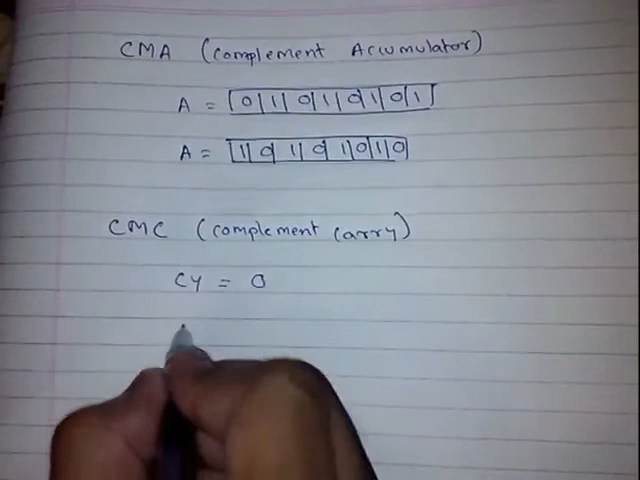 CMA (Complement Accumulator)
A = 0 1 0 1 0 1 0 1
A = 1 0 1 0 1 0 1 0
CMC (Complement Carry)
CY = 0